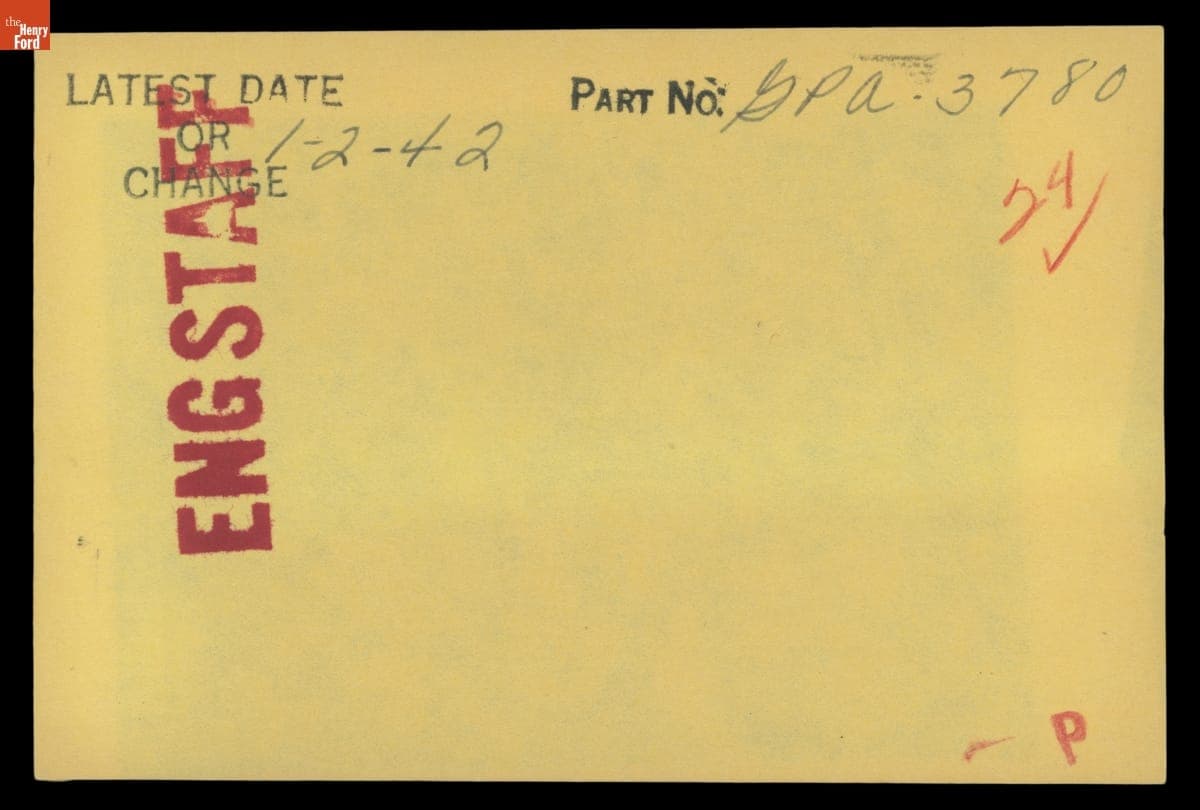 the
Henry
Ford
LATEST DATE
OR
CHANGE
1-2-42
PART NO: GPA-3780
24
ENGSTAFF
P